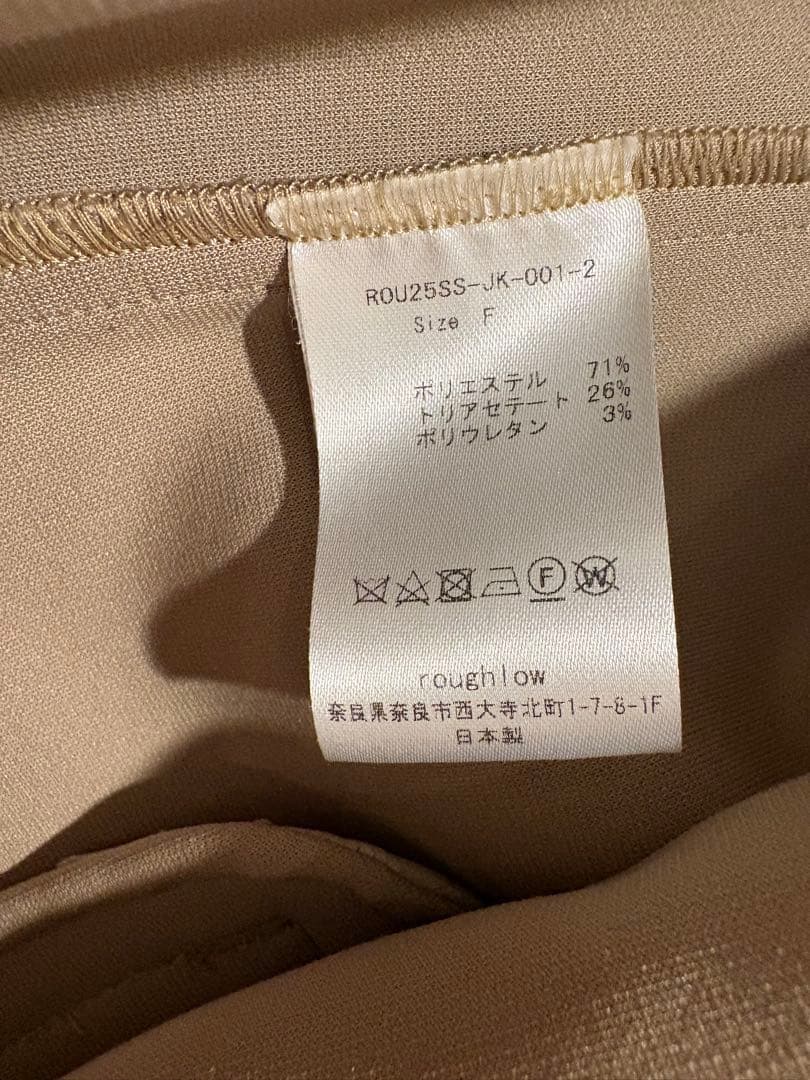 ROU25SS-JK-001-2
Size F
ポリエステル 71%
トリアセテート 26%
ポリウレタン 3%
F W
roughlow
奈良県奈良市西大寺北町1-7-8-1F
日本製